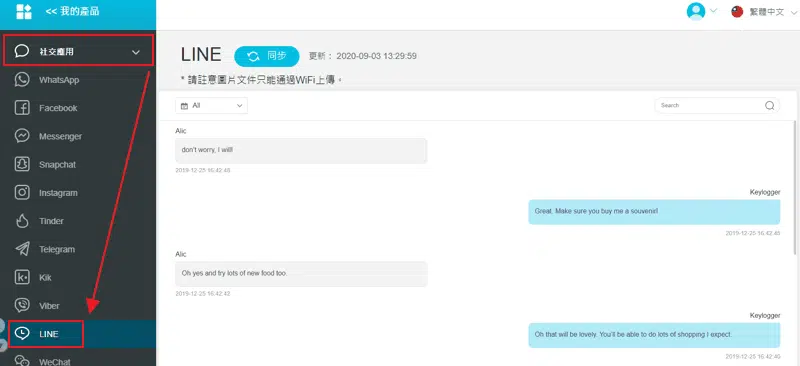 << 我的產品
繁體中文
社交應用
WhatsApp
Facebook
Messenger
Snapchat
Instagram
Tinder
Telegram
Kik
Viber
LINE
WeChat
LINE
同步
更新： 2020-09-03 13:29:59
* 請註意圖片文件只能通過WiFi上傳。
All
Search
Alic
don't worry, I will!
2019-12-25 16:42:48
Keylogger
Great. Make sure you buy me a souvenir!
2019-12-25 16:42:45
Alic
Oh yes and try lots of new food too.
2019-12-25 16:42:42
Keylogger
Oh that will be lovely. You'll be able to do lots of shopping I expect.
2019-12-25 16:42:40